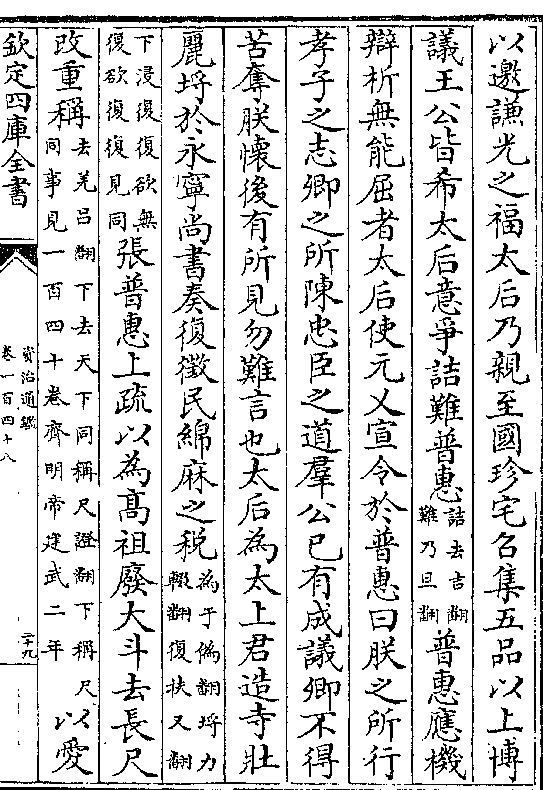 以邀謙光之福太后乃親至國珍宅召集五品以上博
議王公皆希太后意爭詰難普惠詰去吉翻難乃旦翻普惠應機
辯析無能屈者太后使元乂宣令於普惠曰朕之所行
孝子之志卿之所陳忠臣之道羣公已有成議卿不得
苦奪朕懷後有所見勿難言也太后為太上君造寺壯
麗埒於永寧尚書奏復徵民綿麻之税為于偽翻埒力輟翻復扶又翻
下浸復復欲無復欲復復見同張普惠上疏以為髙祖廢大斗去長尺
改重稱去羌呂翻下去天下同稱尺證翻下稱尺同事見一百四十卷齊明帝建武二年以愛
欽定四庫全書
資治通鑑
卷一百四十八
二十九